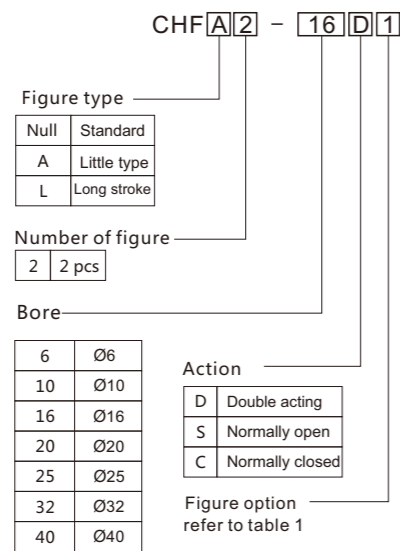 CHF A 2 – 16 D 1
Figure type
Null Standard
A Little type
L Long stroke
Number of figure
2 2 pcs
Bore
6 Ø6
10 Ø10
16 Ø16
20 Ø20
25 Ø25
32 Ø32
40 Ø40
Action
D Double acting
S Normally open
C Normally closed
Figure option
refer to table 1